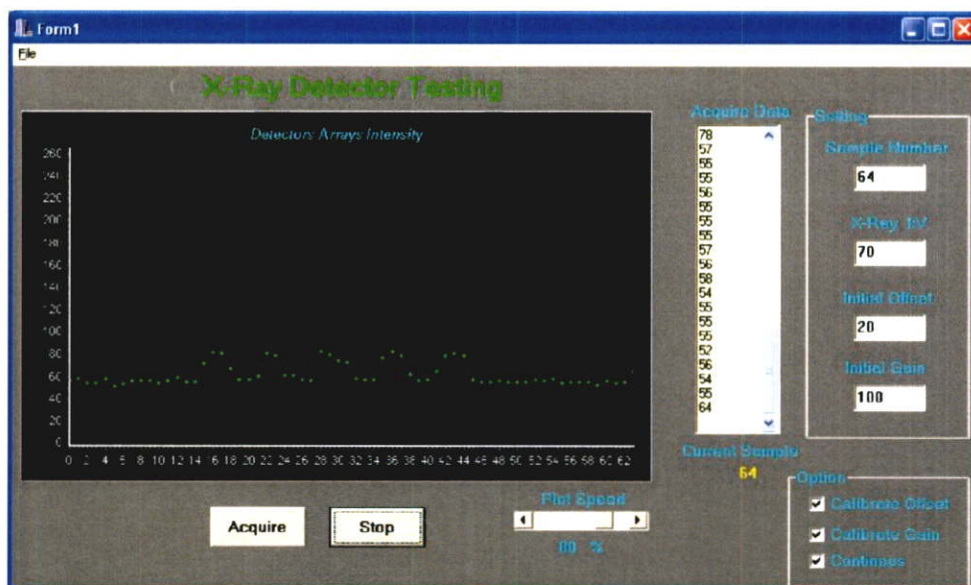 Form1
File
X-Ray Detector Testing
Detectors Arrays Intensity
260
240
220
200
180
160
140
120
100
80
60
40
20
0
0 2 4 6 8 10 12 14 16 18 20 22 24 26 28 30 32 34 36 38 40 42 44 46 48 50 52 54 56 58 60 62
Acquire Data
78
57
55
55
56
55
55
55
57
56
58
54
55
55
55
52
56
54
55
64
Current Sample
64
Setting
Sample Number
64
X-Ray kV
70
Initial Offset
20
Initial Gain
100
Acquire
Stop
Plot Speed
80 %
Option
Calibrate Offset
Calibrate Gain
Continues